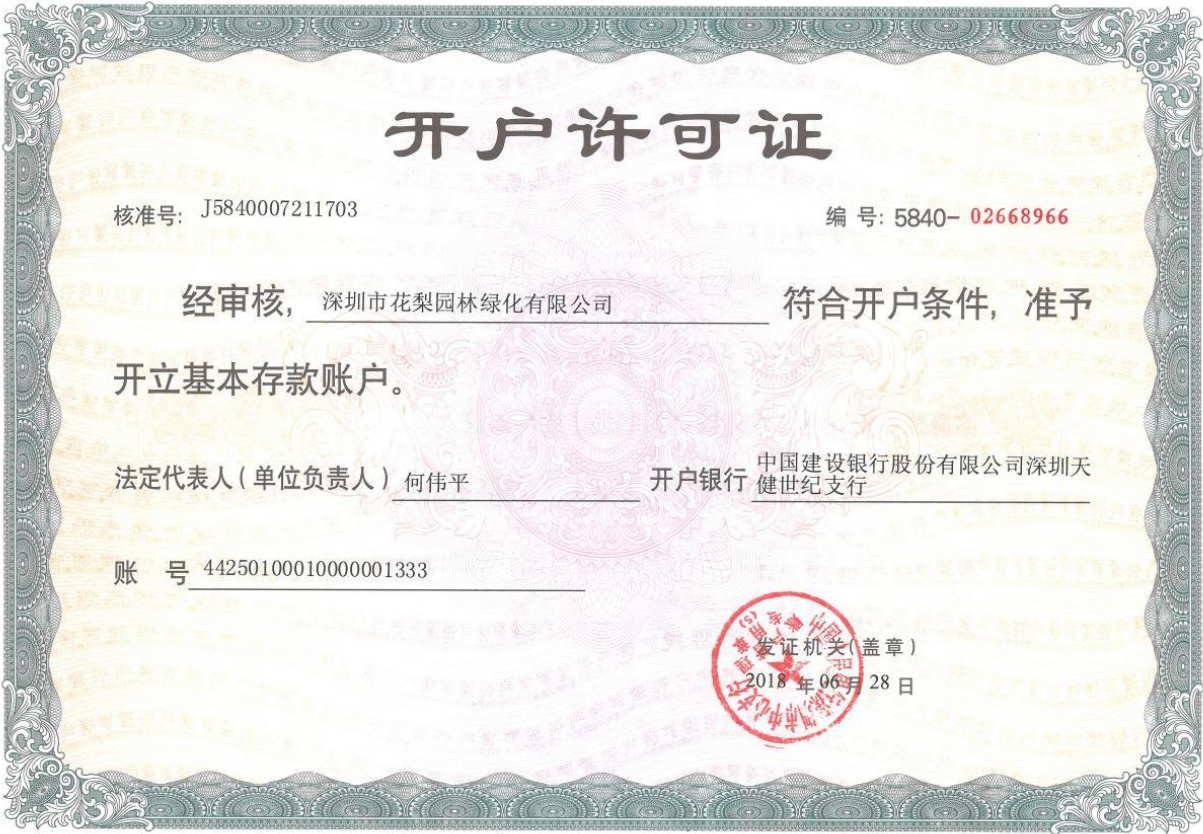 开户许可证
核准号: J5840007211703
编 号: 5840- 02668966
经审核, 深圳市花梨园林绿化有限公司 符合开户条件, 准予
开立基本存款账户。
法定代表人(单位负责人) 何伟平 开户银行 中国建设银行股份有限公司深圳天
健世纪支行
账 号 44250100010000001333
发证机关(盖章)
2018 年 06 月 28 日